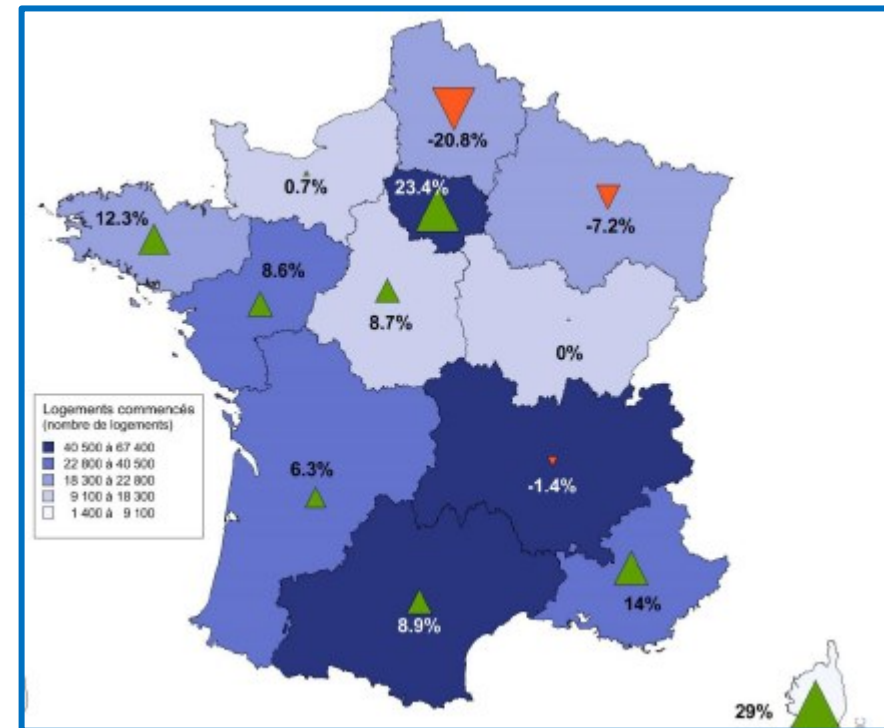 -20.8%
0.7%
23.4%
-7.2%
12.3%
8.6%
8.7%
0%
Logements commencés
(nombre de logements)
40 500 à 67 400
22 800 à 40 500
18 300 à 22 800
9 100 à 18 300
1 400 à 9 100
6.3%
-1.4%
14%
8.9%
29%